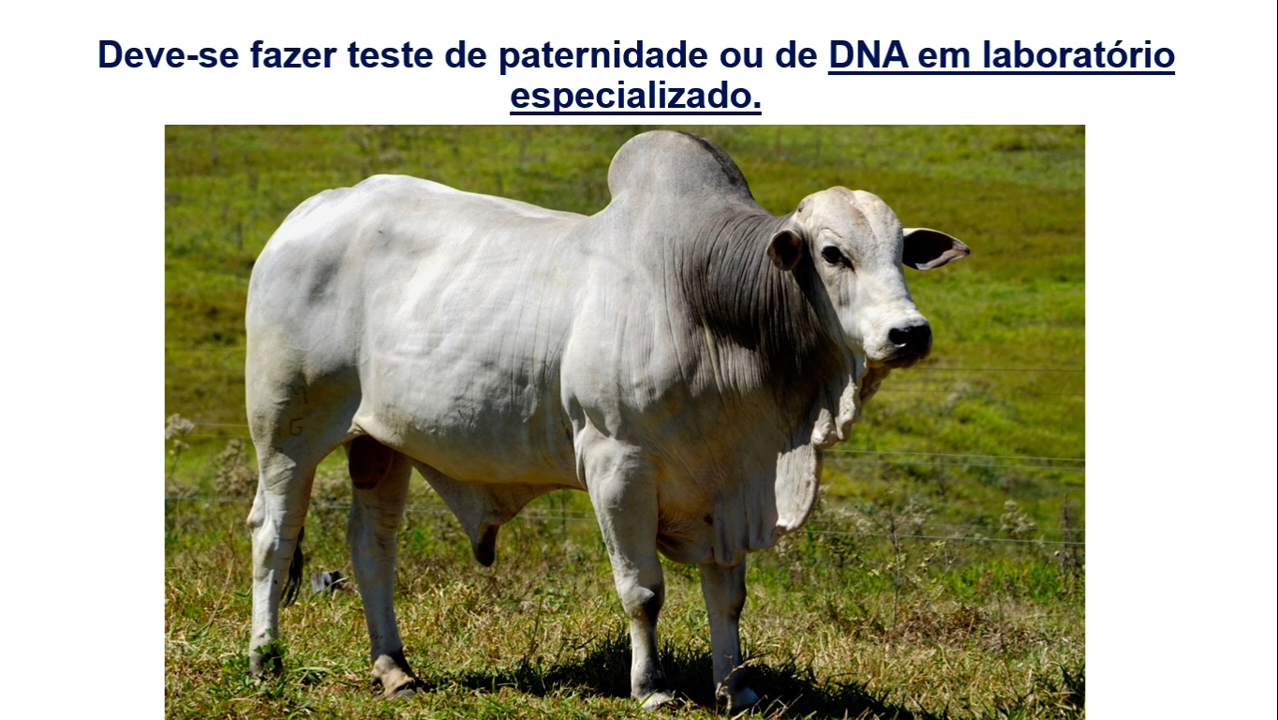 Deve-se fazer teste de paternidade ou de DNA em laboratório
especializado.